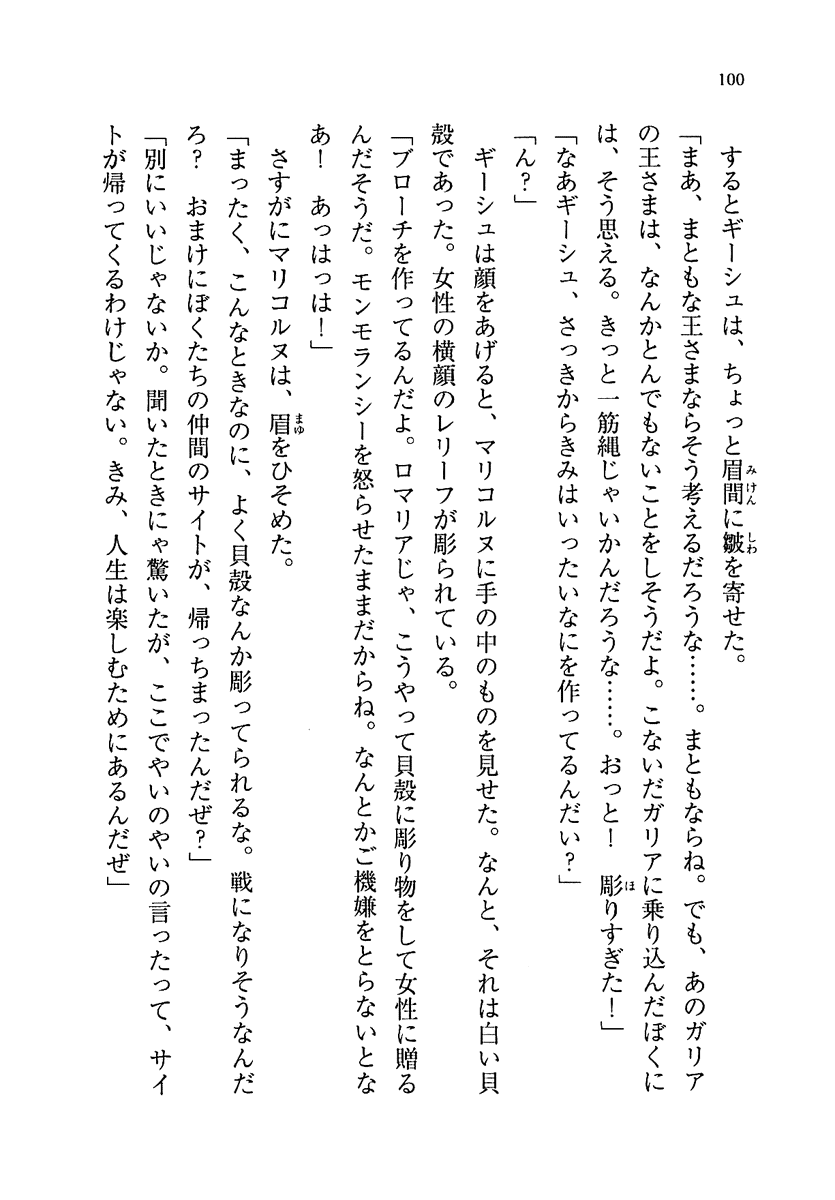 100
するとギーシュは、ちょっと眉間に皺を寄せた。
「まあ、まともな王さまならそう考えるだろうな……。まともならね。でも、あのガリア
の王さまは、なんかとんでもないことをしそうだよ。こないだガリアに乗り込んだぼくに
は、そう思える。きっと一筋縄じゃいかんだろうな……。おっと！　彫りすぎた！」
「なあギーシュ、さっきからきみはいったいなにを作ってるんだい？」
「ん？」
ギーシュは顔をあげると、マリコルヌに手の中のものを見せた。なんと、それは白い貝
殻であった。女性の横顔のレリーフが彫られている。
「ブローチを作ってるんだよ。ロマリアじゃ、こうやって貝殻に彫り物をして女性に贈る
んだそうだ。モンモランシーを怒らせたままだからね。なんとかご機嫌をとらないとな
あ！　あっはっは！」
さすがにマリコルヌは、眉をひそめた。
「まったく、こんなときなのに、よく貝殻なんか彫ってられるな。戦になりそうなんだ
ろ？　おまけにぼくたちの仲間のサイトが、帰っちまったんだぜ？」
「別にいいじゃないか。聞いたときにゃ驚いたが、ここでやいのやいの言ったって、サイ
トが帰ってくるわけじゃない。きみ、人生は楽しむためにあるんだぜ」